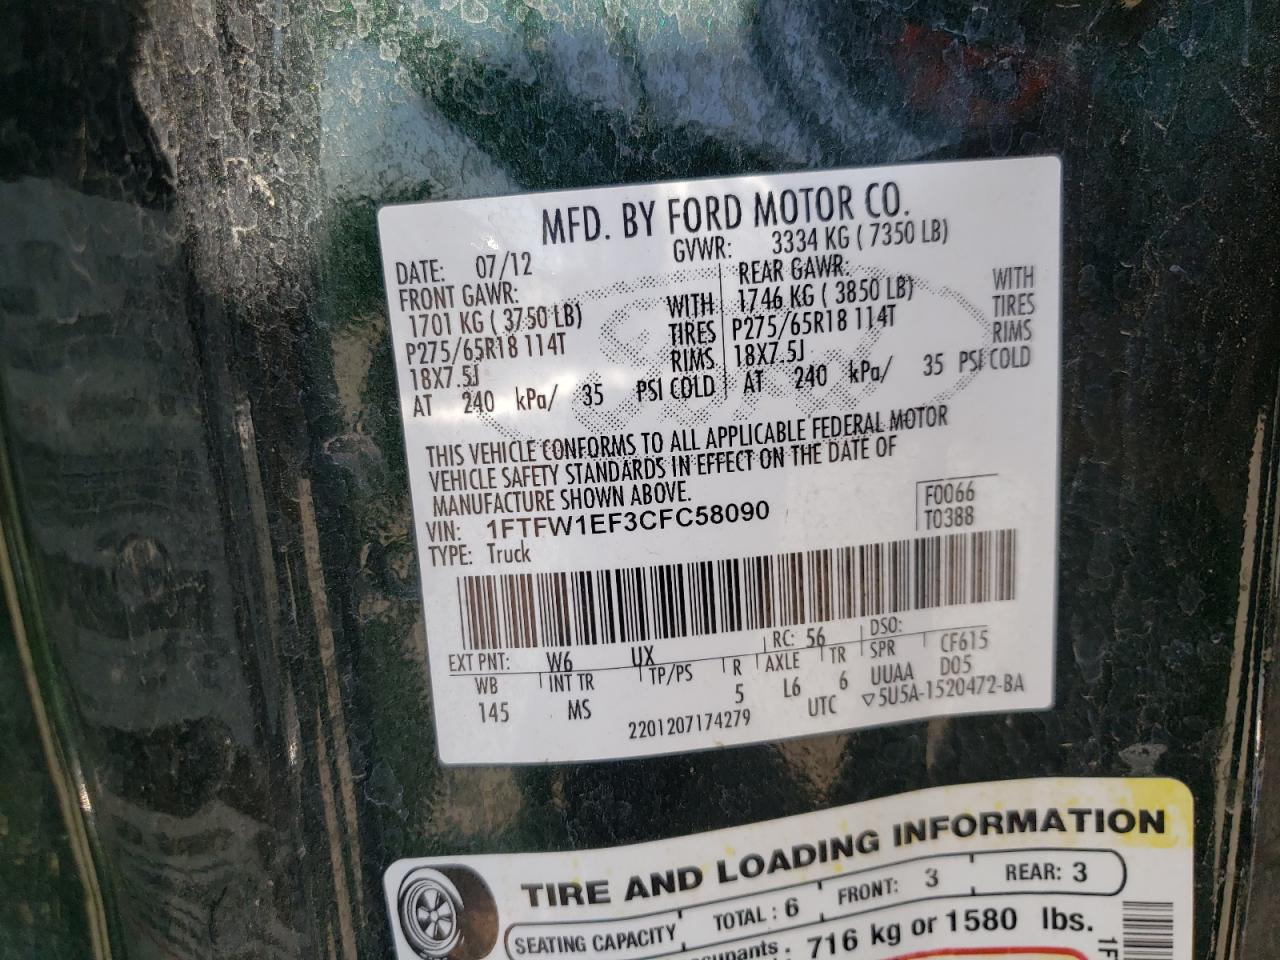 MFD. BY FORD MOTOR CO.
DATE: 07/12 GVWR: 3334 KG ( 7350 LB)
FRONT GAWR: REAR GAWR:
1701 KG ( 3750 LB) WITH 1746 KG ( 3850 LB) WITH
P275/65R18 114T TIRES P275/65R18 114T TIRES
18X7.5J RIMS 18X7.5J RIMS
AT 240 kPa/ 35 PSI COLD AT 240 kPa/ 35 PSI COLD
THIS VEHICLE CONFORMS TO ALL APPLICABLE FEDERAL MOTOR
VEHICLE SAFETY STANDARDS IN EFFECT ON THE DATE OF
MANUFACTURE SHOWN ABOVE.
VIN: 1FTFW1EF3CFC58090 F0066
TYPE: Truck T0388
EXT PNT: W6 UX RC: 56 DSO:
WB INT TR TP/PS R AXLE TR SPR CF615
145 MS 5 L6 6 UUAA D05
2201207174279 UTC ▽5U5A-1520472-BA
TIRE AND LOADING INFORMATION
SEATING CAPACITY TOTAL : 6 FRONT: 3 REAR: 3
716 kg or 1580 lbs.
1F